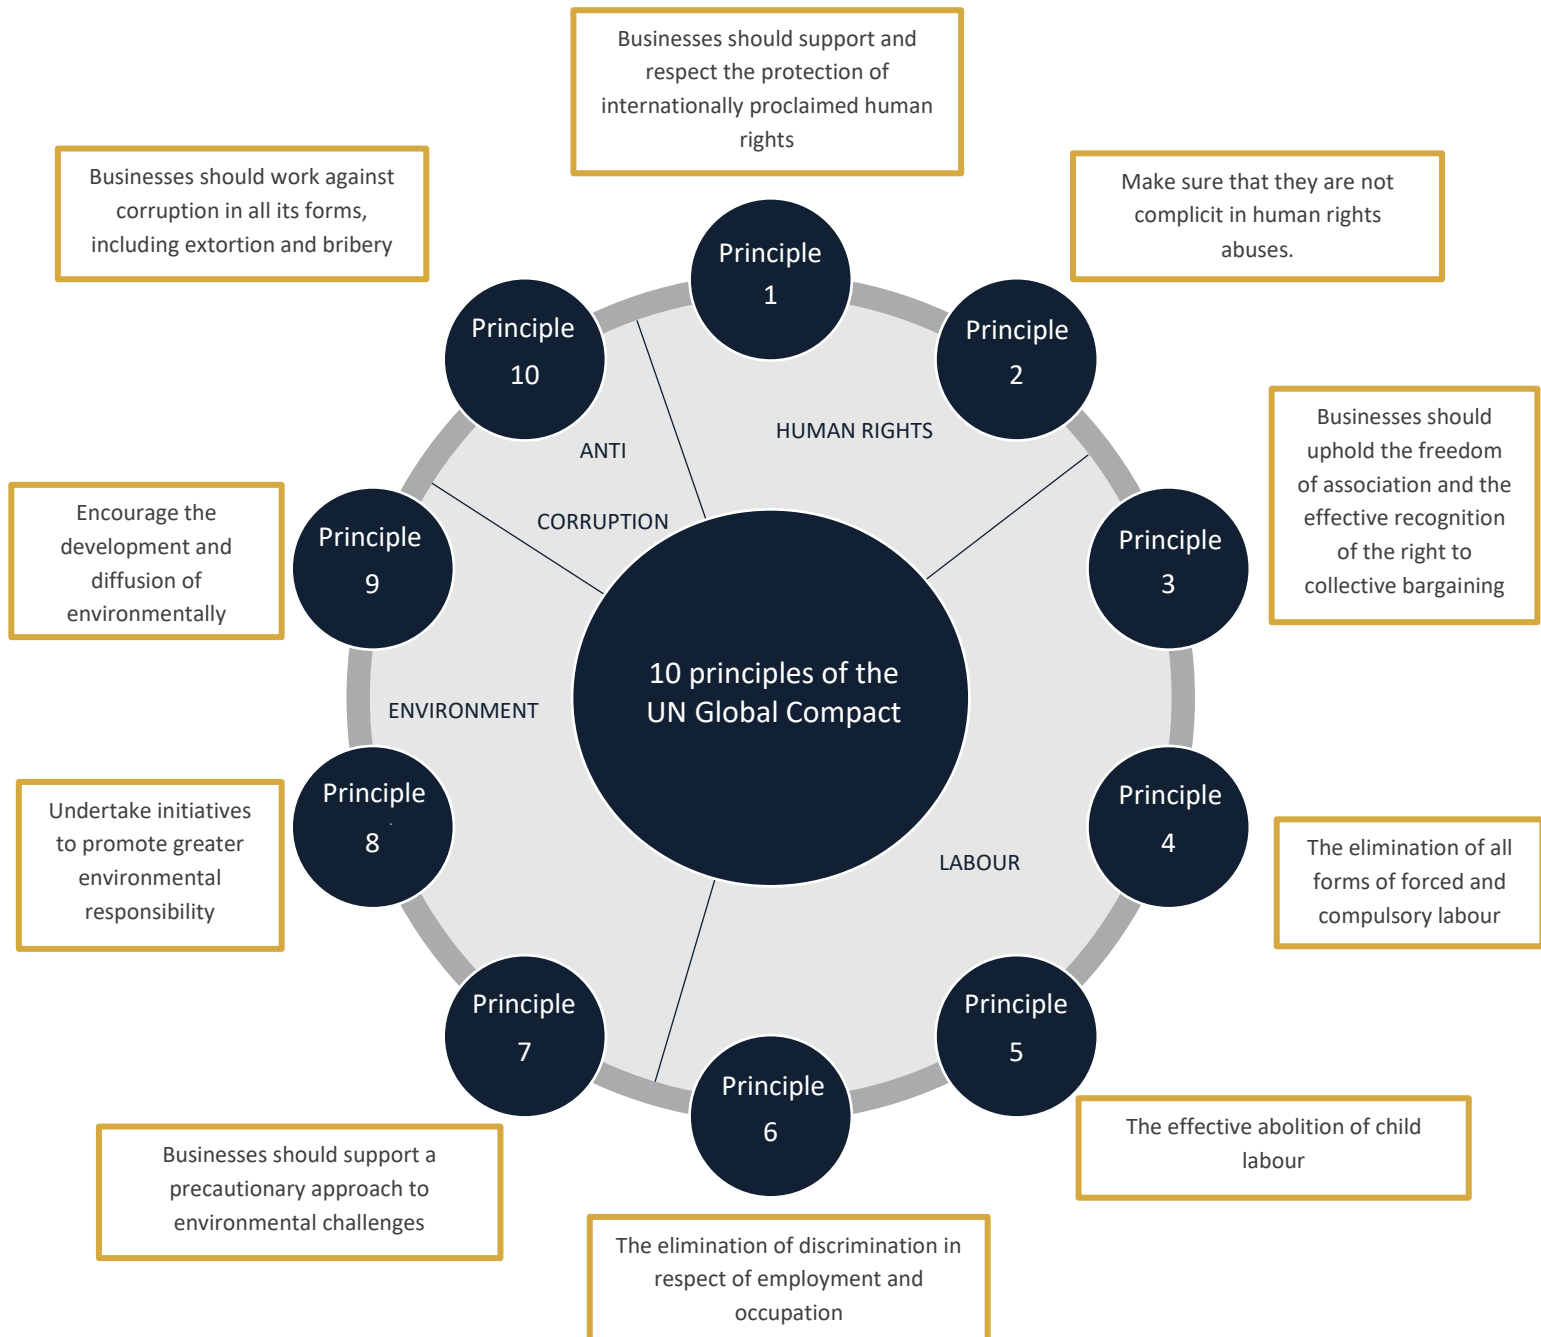 Businesses should support and
respect the protection of
internationally proclaimed human
rights
Businesses should work against
corruption in all its forms,
including extortion and bribery
Make sure that they are not
complicit in human rights
abuses.
Principle
1
Principle
10
Principle
2
HUMAN RIGHTS
ANTI
CORRUPTION
Businesses should
uphold the freedom
of association and the
effective recognition
of the right to
collective bargaining
Encourage the
development and
diffusion of
environmentally
Principle
9
Principle
3
10 principles of the
UN Global Compact
ENVIRONMENT
Undertake initiatives
to promote greater
environmental
responsibility
Principle
8
Principle
4
LABOUR
The elimination of all
forms of forced and
compulsory labour
Principle
7
Principle
5
Principle
6
Businesses should support a
precautionary approach to
environmental challenges
The effective abolition of child
labour
The elimination of discrimination in
respect of employment and
occupation